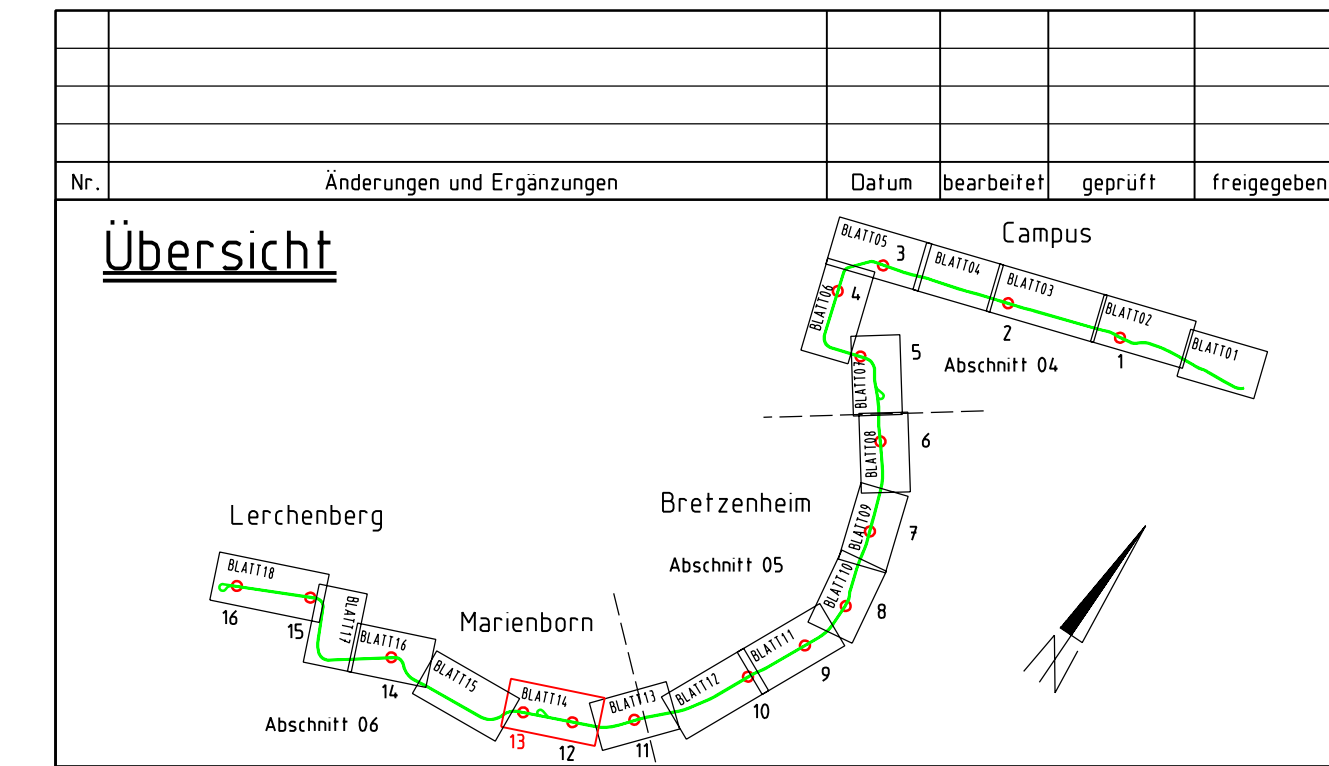 Nr. Änderungen und Ergänzungen Datum bearbeitet geprüft freigegeben
Übersicht
Campus
BLATT05
3
BLATT04
BLATT03
2
BLATT02
1
BLATT01
BLATT06
4
5
Abschnitt 04
BLATT07
BLATT08
6
Bretzenheim
BLATT09
7
Abschnitt 05
BLATT10
8
Lerchenberg
BLATT18
16
15
BLATT17
BLATT16
14
Marienborn
BLATT15
Abschnitt 06
BLATT14
13
12
BLATT13
11
BLATT12
10
BLATT11
9
N